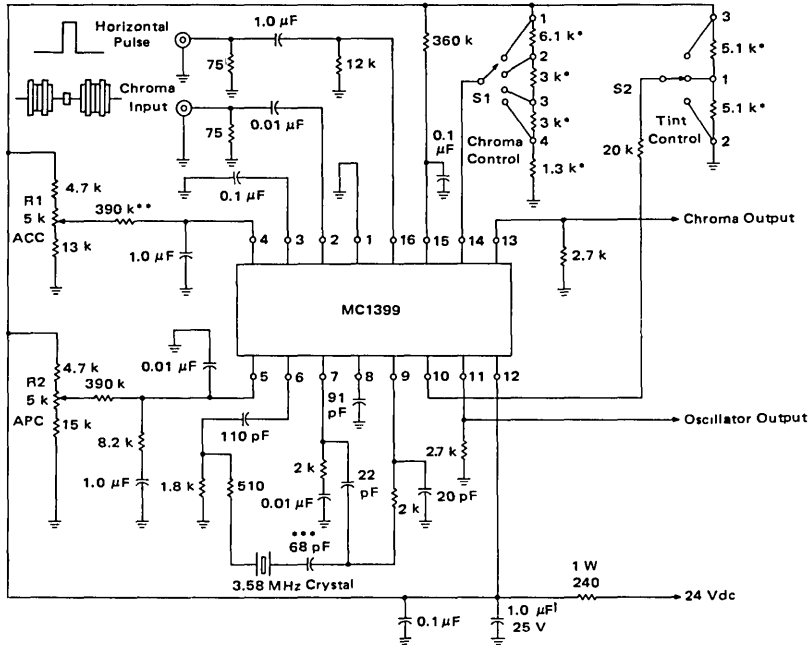 Horizontal
Pulse
1.0 µF
75
12 k
Chroma
Input
0.01 µF
75
360 k
0.1
µF
1
6.1 k*
2
S1
3 k*
3
3 k*
4
Chroma
Control
1.3 k*
3
5.1 k*
S2
1
5.1 k*
Tint
Control
2
20 k
0.1 µF
4.7 k
R1
5 k
ACC
390 k**
13 k
1.0 µF
4
3
2
1
16
15
14
13
Chroma Output
2.7 k
MC1399
4.7 k
R2
5 k
APC
390 k
15 k
0.01 µF
8.2 k
1.0 µF
5
6
7
8
9
10
11
12
110 pF
91
pF
1.8 k
510
2 k
0.01 µF
22
pF
2 k
20 pF
2.7 k
Oscillator Output
***
68 pF
3.58 MHz Crystal
1 W
240
24 Vdc
0.1 µF
1.0 µF
25 V